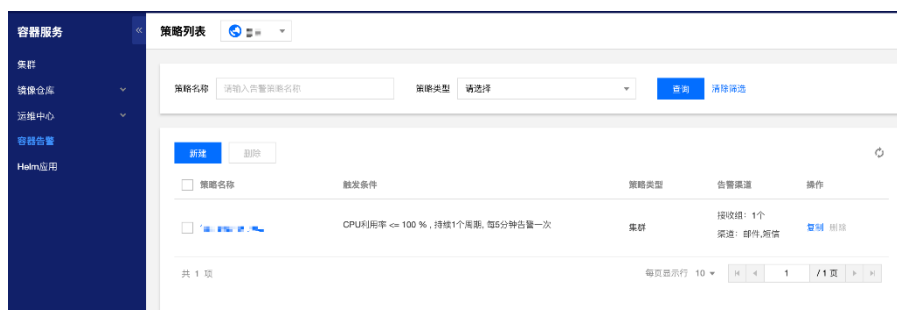 容器服务
«
策略列表
集群
镜像仓库
运维中心
容器告警
Helm应用
策略名称 请输入告警策略名称 策略类型 请选择 查询 清除筛选
新建 删除
策略名称 触发条件 策略类型 告警渠道 操作
CPU利用率 <= 100 % , 持续1个周期, 每5分钟告警一次 集群 接收组: 1个 复制 删除
渠道: 邮件,短信
共 1 项 每页显示行 10 1 /1 页